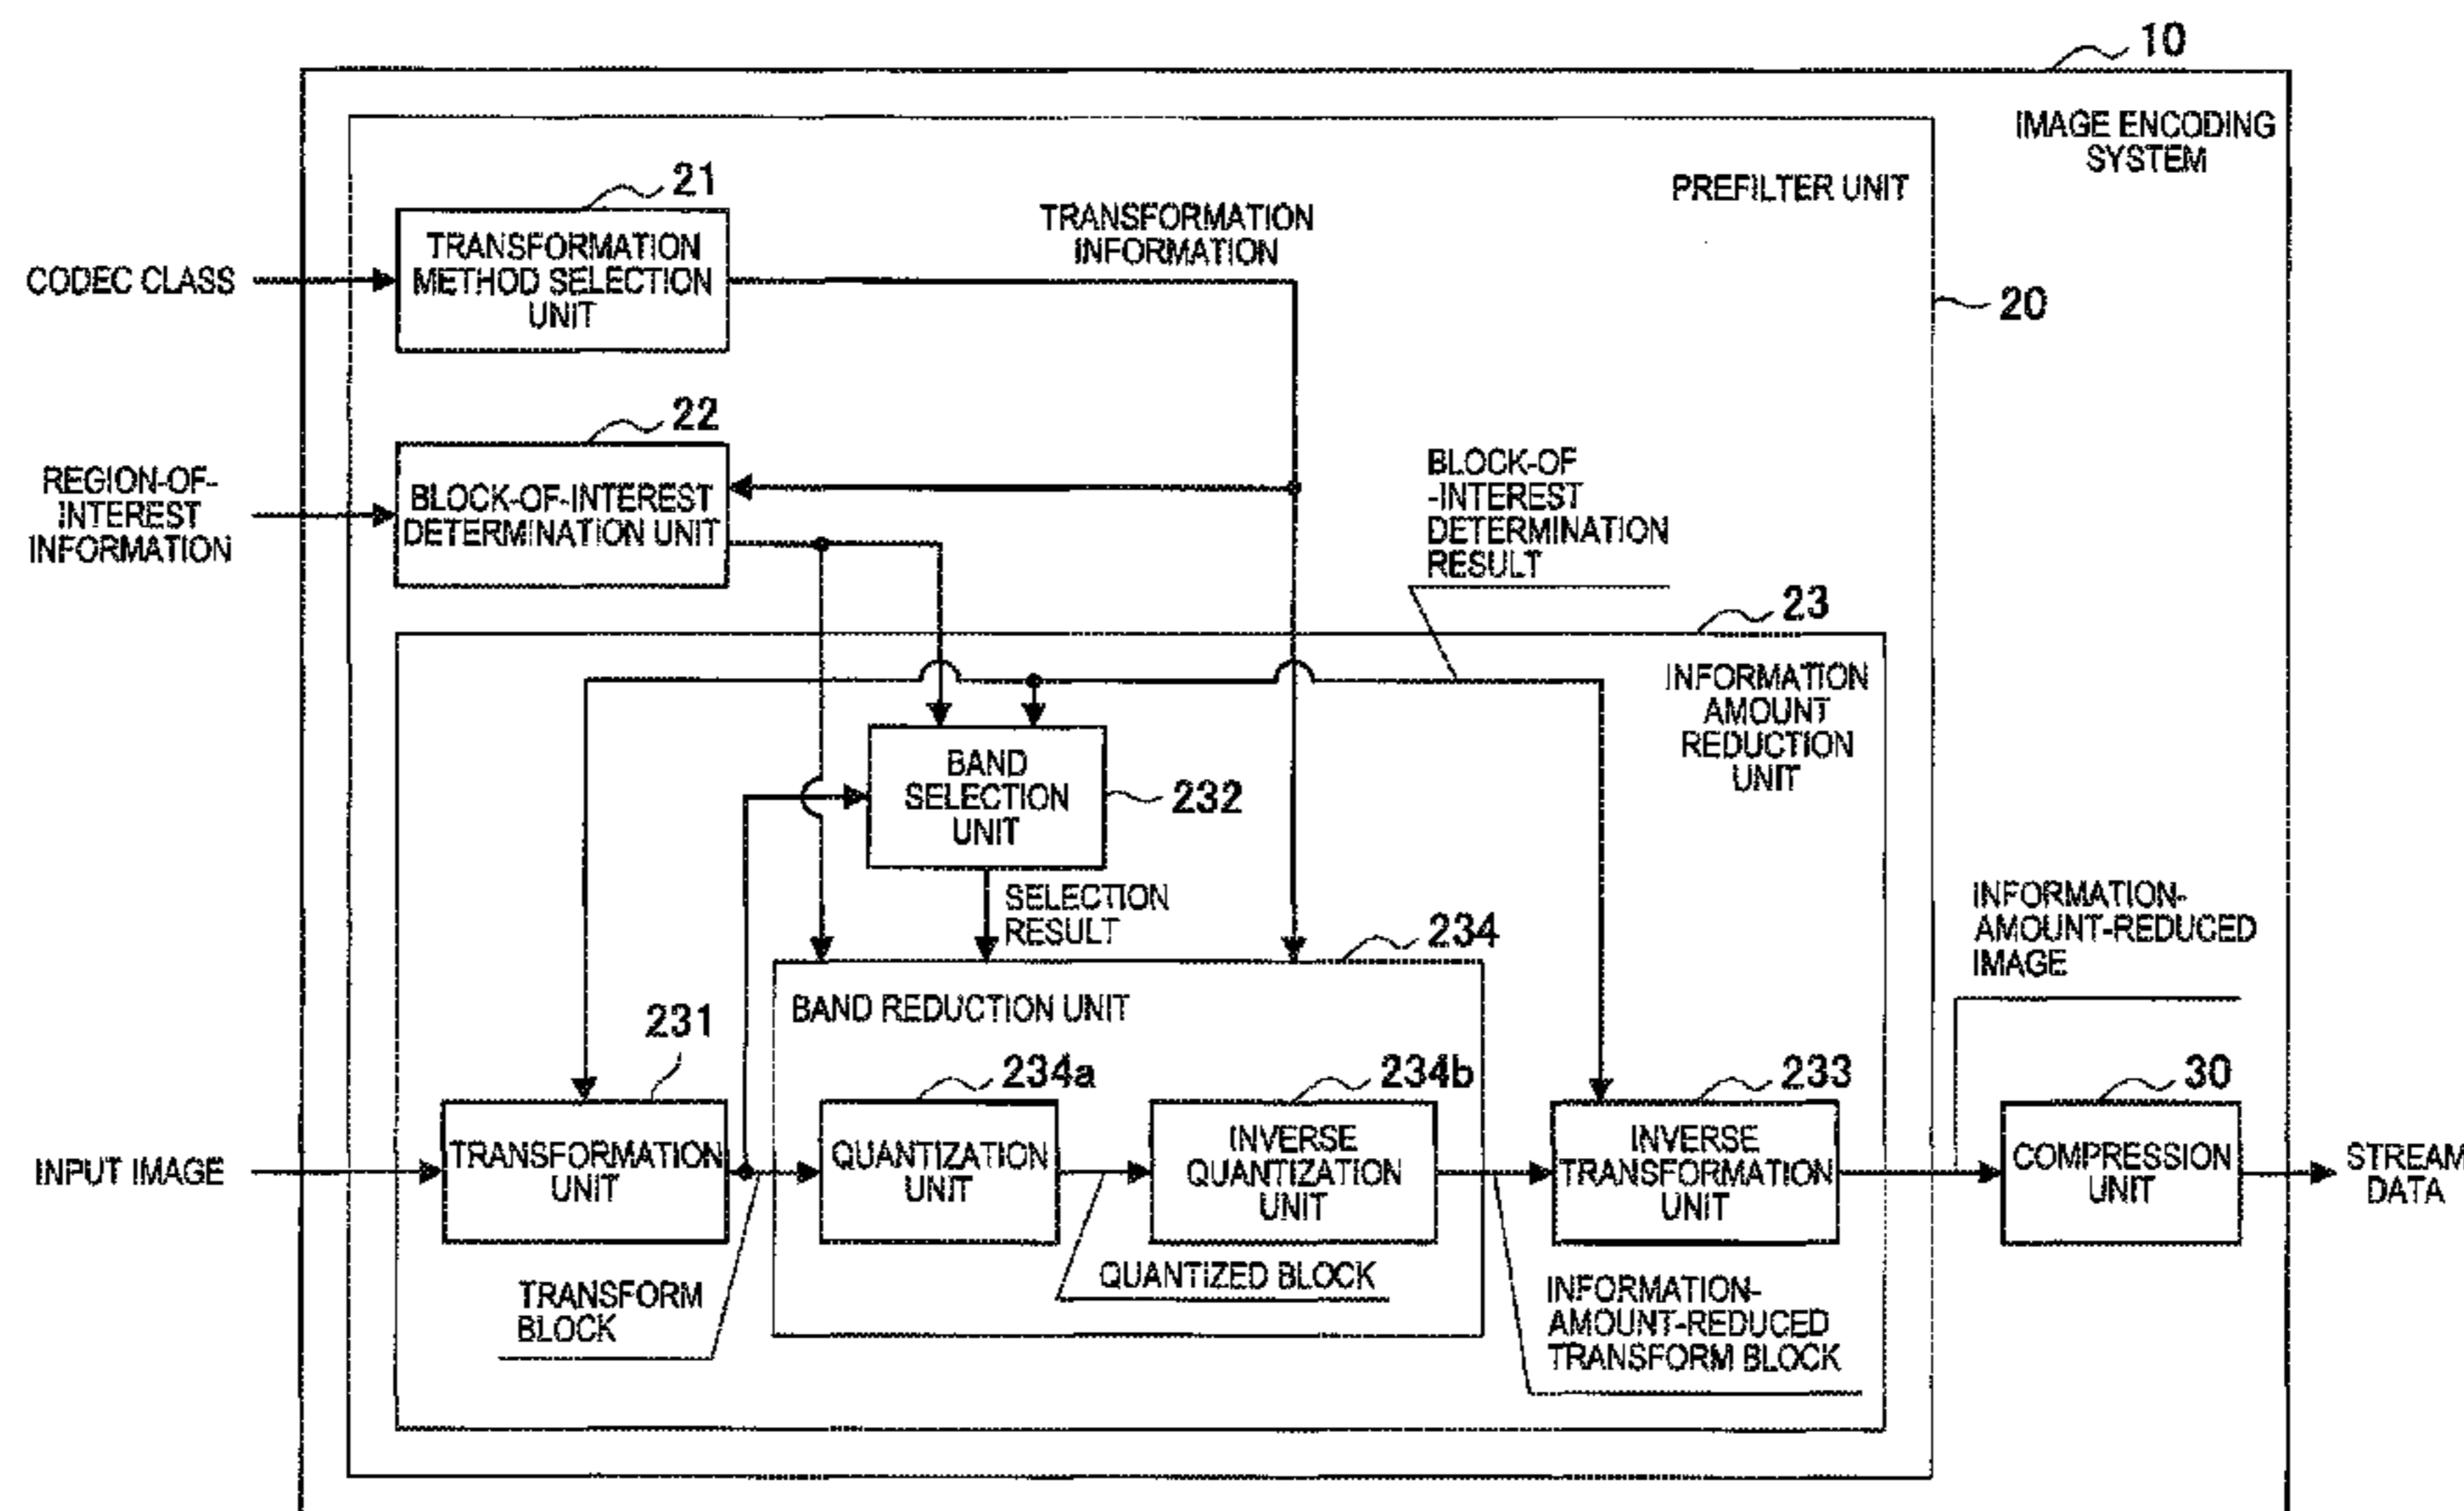 10
IMAGE ENCODING
SYSTEM
PREFILTER UNIT
20
21
TRANSFORMATION
METHOD SELECTION
UNIT
CODEC CLASS
TRANSFORMATION
INFORMATION
22
BLOCK-OF-INTEREST
DETERMINATION UNIT
REGION-OF-
INTEREST
INFORMATION
BLOCK-OF
-INTEREST
DETERMINATION
RESULT
23
INFORMATION
AMOUNT
REDUCTION
UNIT
BAND
SELECTION
UNIT
232
SELECTION
RESULT
234
BAND REDUCTION UNIT
INFORMATION-
AMOUNT-REDUCED
IMAGE
231
234a
234b
233
30
INPUT IMAGE
TRANSFORMATION
UNIT
QUANTIZATION
UNIT
INVERSE
QUANTIZATION
UNIT
INVERSE
TRANSFORMATION
UNIT
COMPRESSION
UNIT
STREAM
DATA
TRANSFORM
BLOCK
QUANTIZED BLOCK
INFORMATION-
AMOUNT-REDUCED
TRANSFORM BLOCK